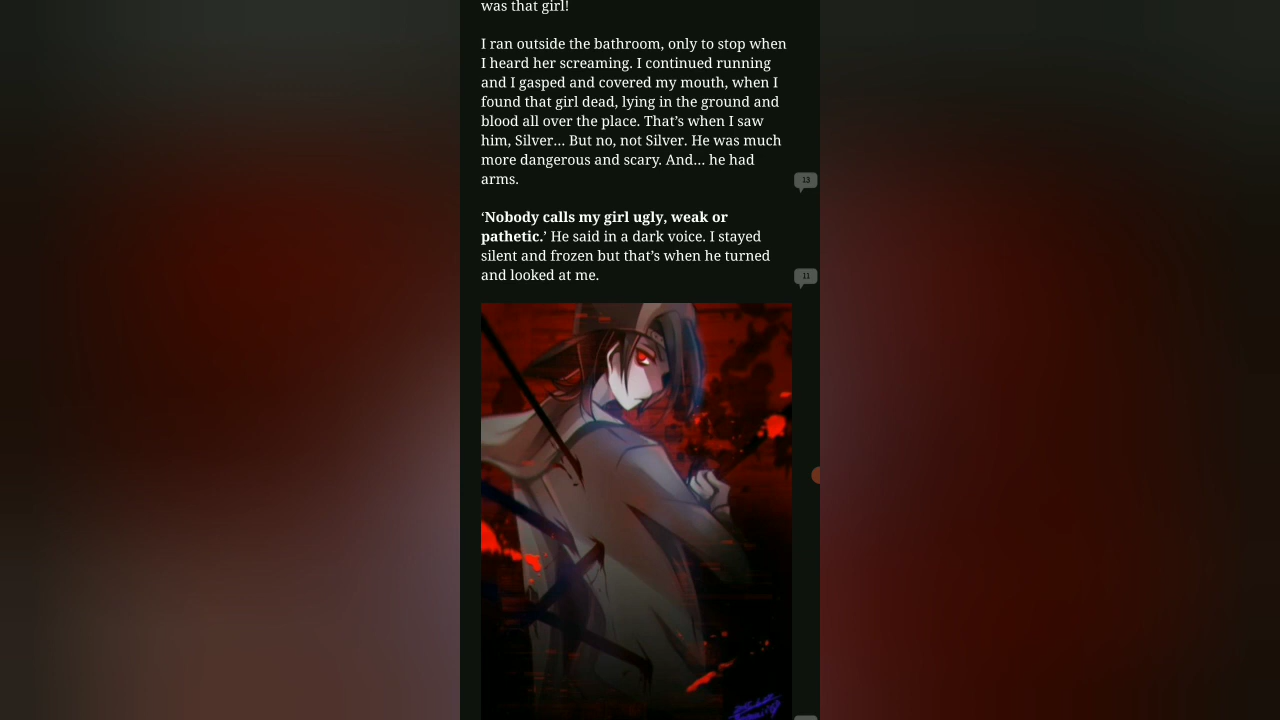 was that girl!
I ran outside the bathroom, only to stop when
I heard her screaming. I continued running
and I gasped and covered my mouth, when I
found that girl dead, lying in the ground and
blood all over the place. That’s when I saw
him, Silver... But no, not Silver. He was much
more dangerous and scary. And... he had
arms.
13
‘Nobody calls my girl ugly, weak or
pathetic.’ He said in a dark voice. I stayed
silent and frozen but that’s when he turned
and looked at me.
11